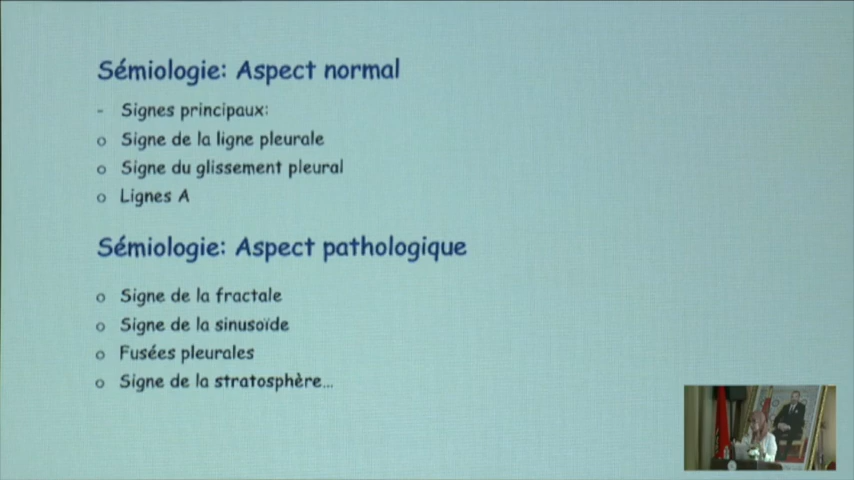 Sémiologie: Aspect normal
- Signes principaux:
o Signe de la ligne pleurale
o Signe du glissement pleural
o Lignes A
Sémiologie: Aspect pathologique
o Signe de la fractale
o Signe de la sinusoïde
o Fusées pleurales
o Signe de la stratosphère...